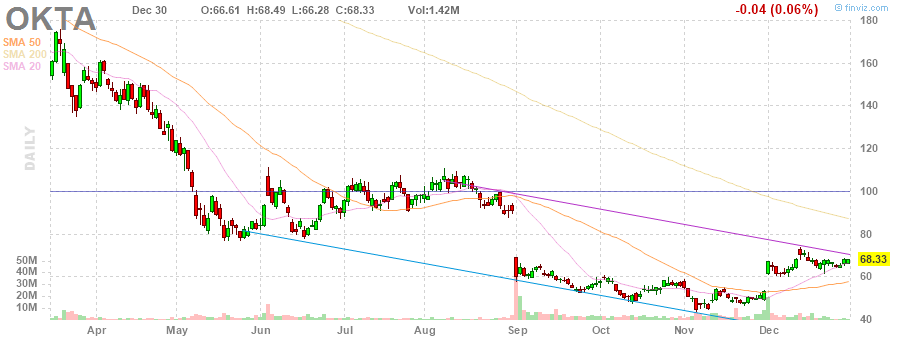 OKTA
Dec 30 O:66.61 H:68.49 L:66.28 C:68.33 Vol:1.42M -0.04 (0.06%)
© finviz.com
SMA 50
SMA 200
SMA 20
DAILY
180
160
140
120
100
80
68.33
60
40
50M
40M
30M
20M
10M
Apr May Jun Jul Aug Sep Oct Nov Dec